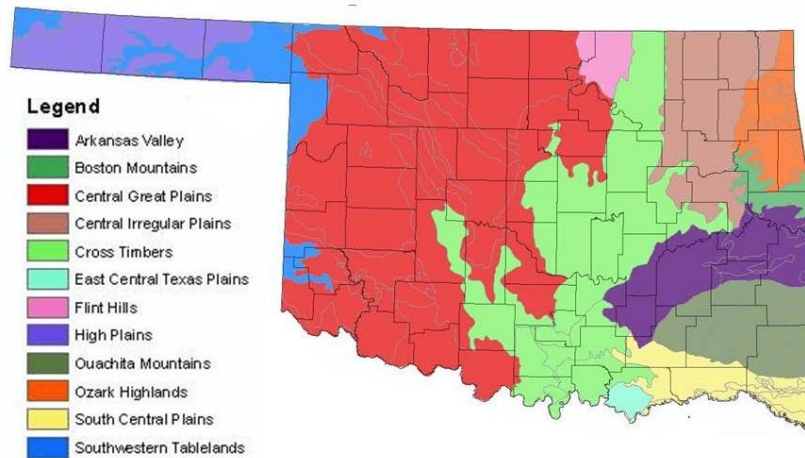 Legend
Arkansas Valley
Boston Mountains
Central Great Plains
Central Irregular Plains
Cross Timbers
East Central Texas Plains
Flint Hills
High Plains
Ouachita Mountains
Ozark Highlands
South Central Plains
Southwestern Tablelands